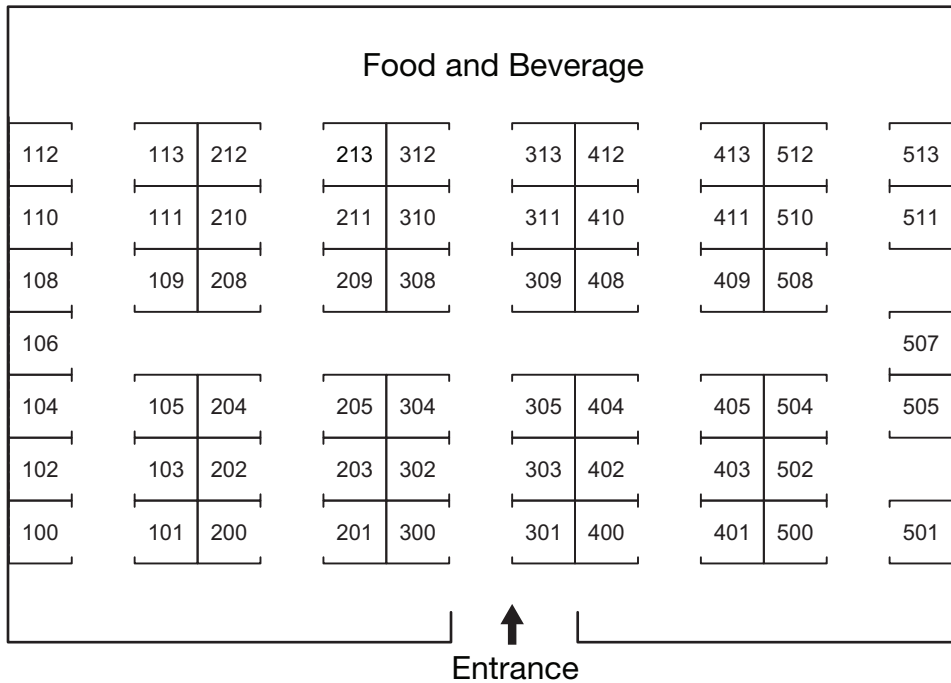 Food and Beverage
112 113 212 213 312 313 412 413 512 513
110 111 210 211 310 311 410 411 510 511
108 109 208 209 308 309 408 409 508
106 507
104 105 204 205 304 305 404 405 504 505
102 103 202 203 302 303 402 403 502
100 101 200 201 300 301 400 401 500 501
Entrance